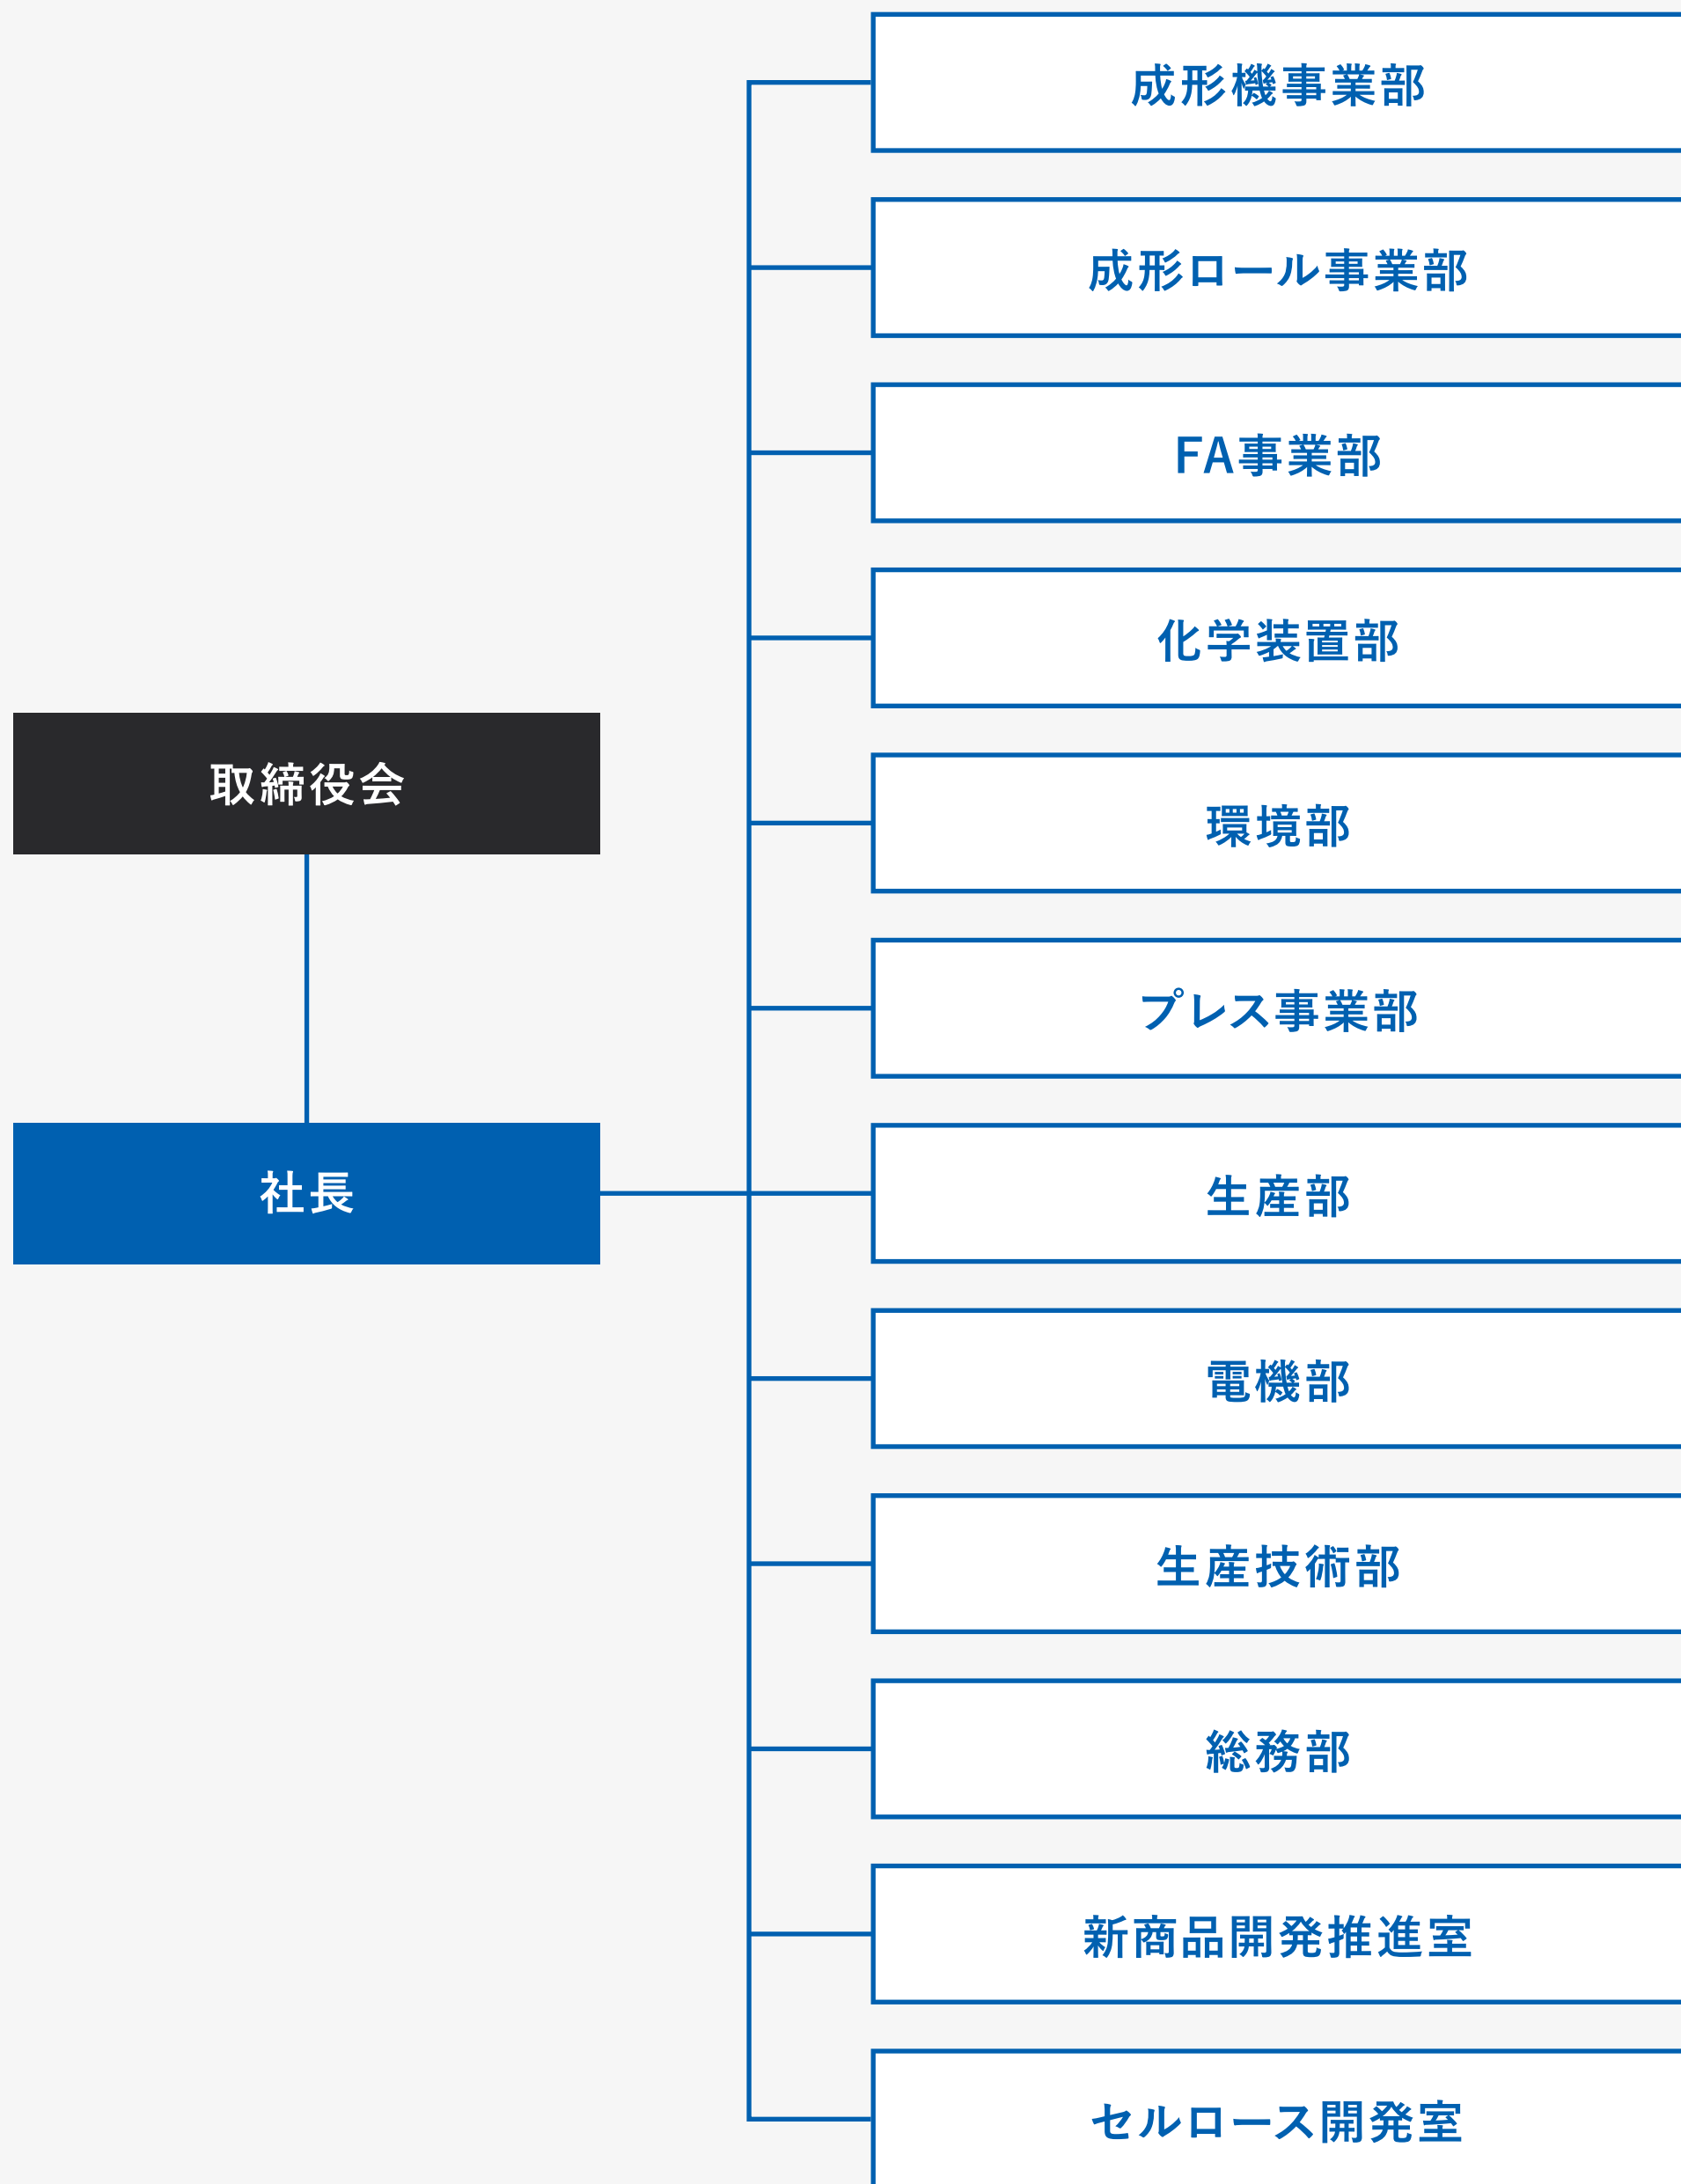 取締役会
社長
成形機事業部
成形ロール事業部
FA事業部
化学装置部
環境部
プレス事業部
生産部
電機部
生産技術部
総務部
新商品開発推進室
セルロース開発室